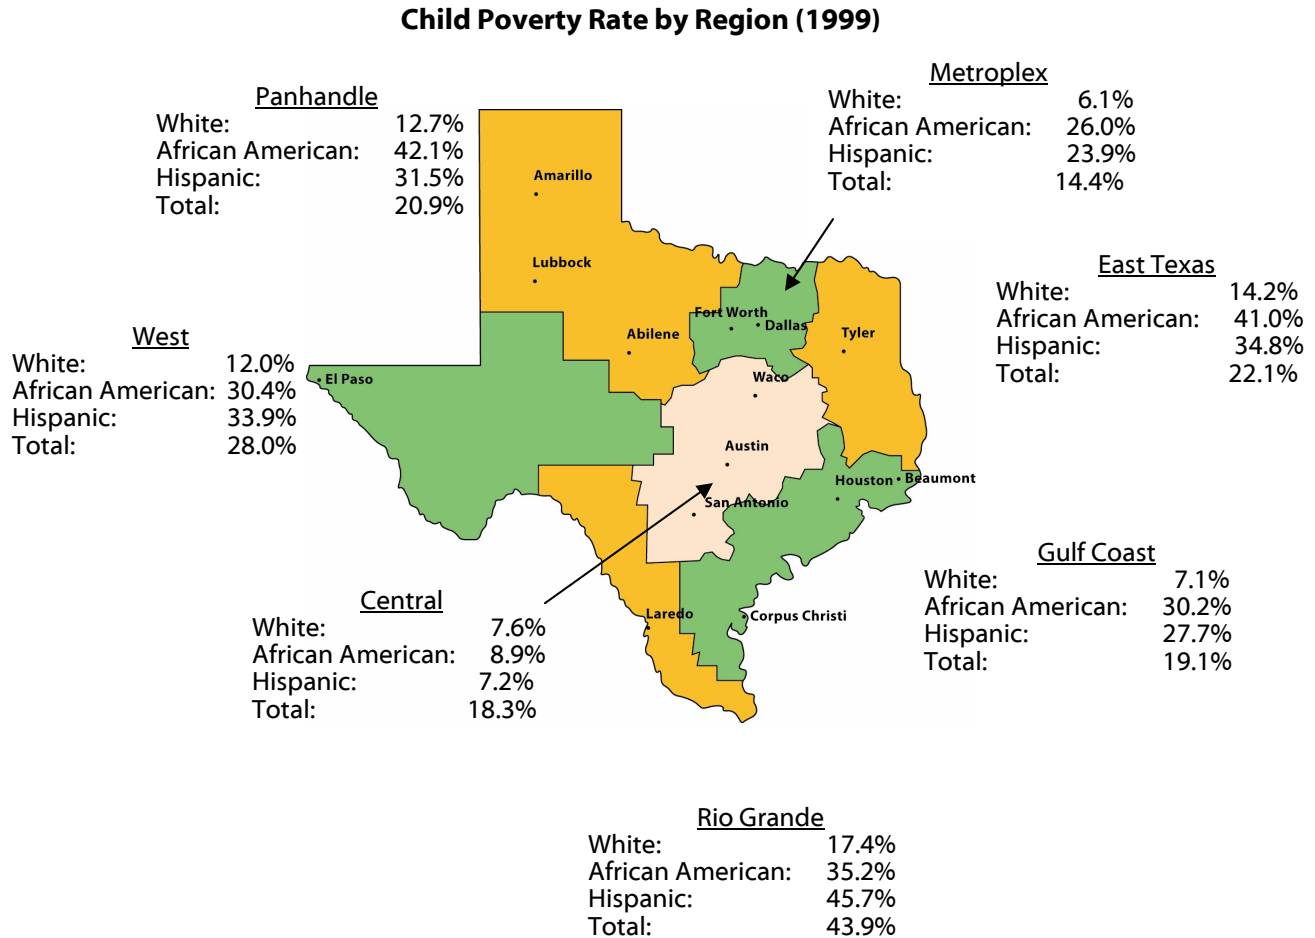 Child Poverty Rate by Region (1999)
Panhandle
White: 12.7%
African American: 42.1%
Hispanic: 31.5%
Total: 20.9%
Metroplex
White: 6.1%
African American: 26.0%
Hispanic: 23.9%
Total: 14.4%
East Texas
White: 14.2%
African American: 41.0%
Hispanic: 34.8%
Total: 22.1%
West
White: 12.0%
African American: 30.4%
Hispanic: 33.9%
Total: 28.0%
Amarillo
Lubbock
Abilene
Fort Worth
Dallas
Tyler
El Paso
Waco
Austin
San Antonio
Houston
Beaumont
Laredo
Corpus Christi
Gulf Coast
White: 7.1%
African American: 30.2%
Hispanic: 27.7%
Total: 19.1%
Central
White: 7.6%
African American: 8.9%
Hispanic: 7.2%
Total: 18.3%
Rio Grande
White: 17.4%
African American: 35.2%
Hispanic: 45.7%
Total: 43.9%